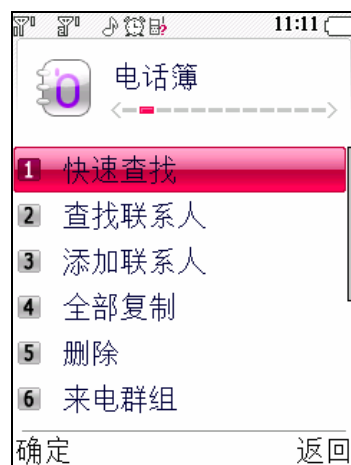 11:11
电话簿
1 快速查找
2 查找联系人
3 添加联系人
4 全部复制
5 删除
6 来电群组
确定 返回